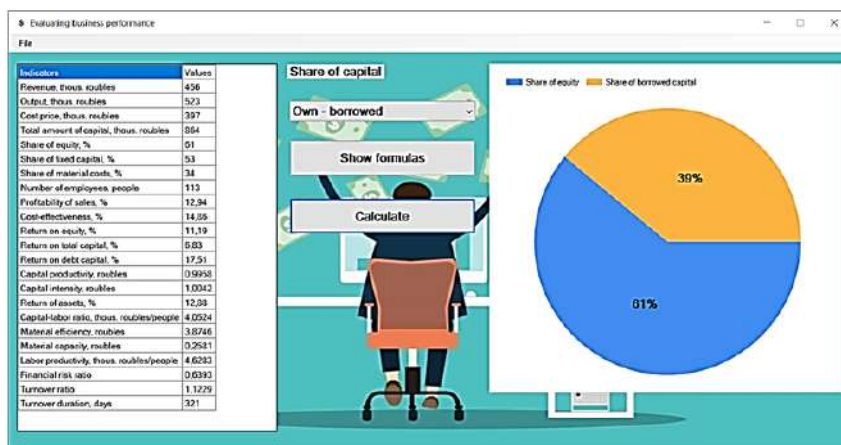 $ Evaluating business performance
File
Indicators Values
Revenue, thous. roubles 456
Output, thous. roubles 523
Cost price, thous. roubles 397
Total amount of capital, thous. roubles 864
Share of equity, % 61
Share of fixed capital, % 53
Share of material costs, % 34
Number of employees, people 113
Profitability of sales, % 12,94
Cost-effectiveness, % 14,86
Return on equity, % 11,19
Return on total capital, % 6,83
Return on debt capital, % 17,51
Capital productivity, roubles 0,9958
Capital intensity, roubles 1,0042
Return of assets, % 12,88
Capital-labor ratio, thous. roubles/people 4,0524
Material efficiency, roubles 3,8746
Material capacity, roubles 0,2581
Labor productivity, thous. roubles/people 4,6283
Financial risk ratio 0,6393
Turnover ratio 1,1229
Turnover duration, days 321
Share of capital
Own - borrowed
Show formulas
Calculate
Share of equity Share of borrowed capital
39%
61%